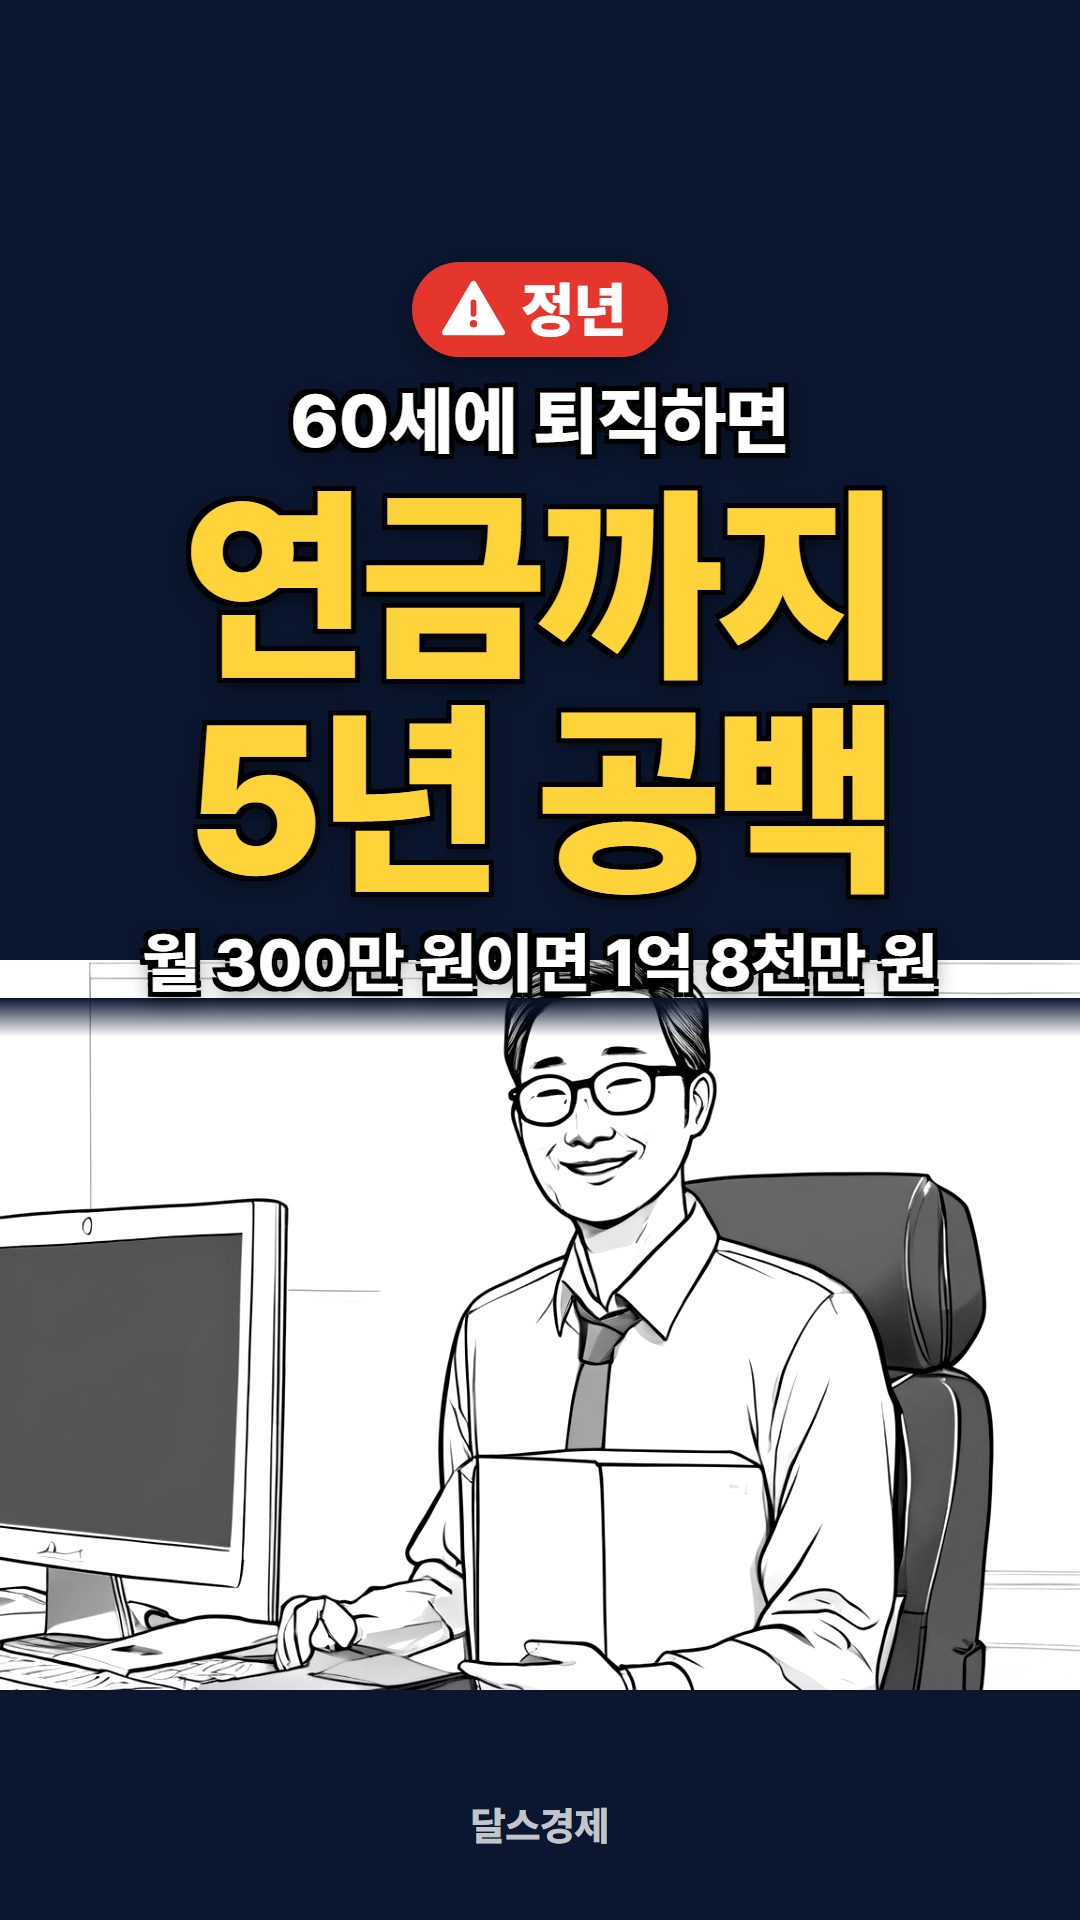 정년
60세에 퇴직하면
연금까지
5년 공백
월 300만 원이면 1억 8천만 원
달스경제